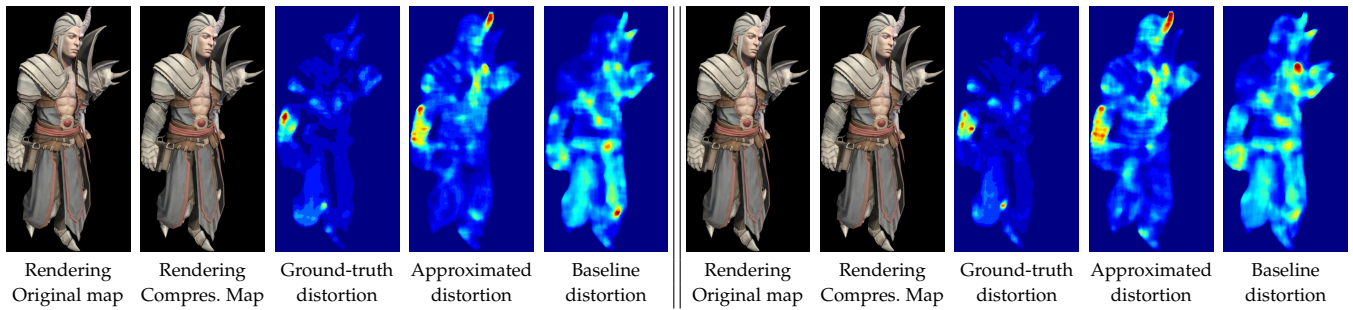 Rendering Original map
Rendering Compres. Map
Ground-truth distortion
Approximated distortion
Baseline distortion
Rendering Original map
Rendering Compres. Map
Ground-truth distortion
Approximated distortion
Baseline distortion